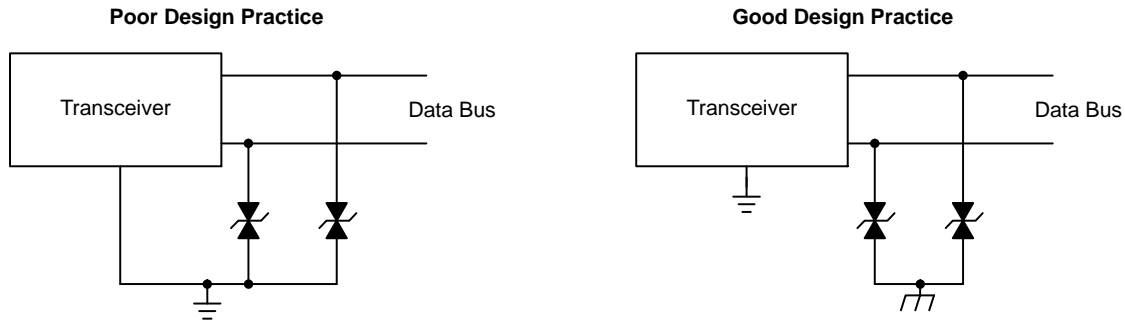 Poor Design Practice
Good Design Practice
Transceiver
Data Bus
Transceiver
Data Bus